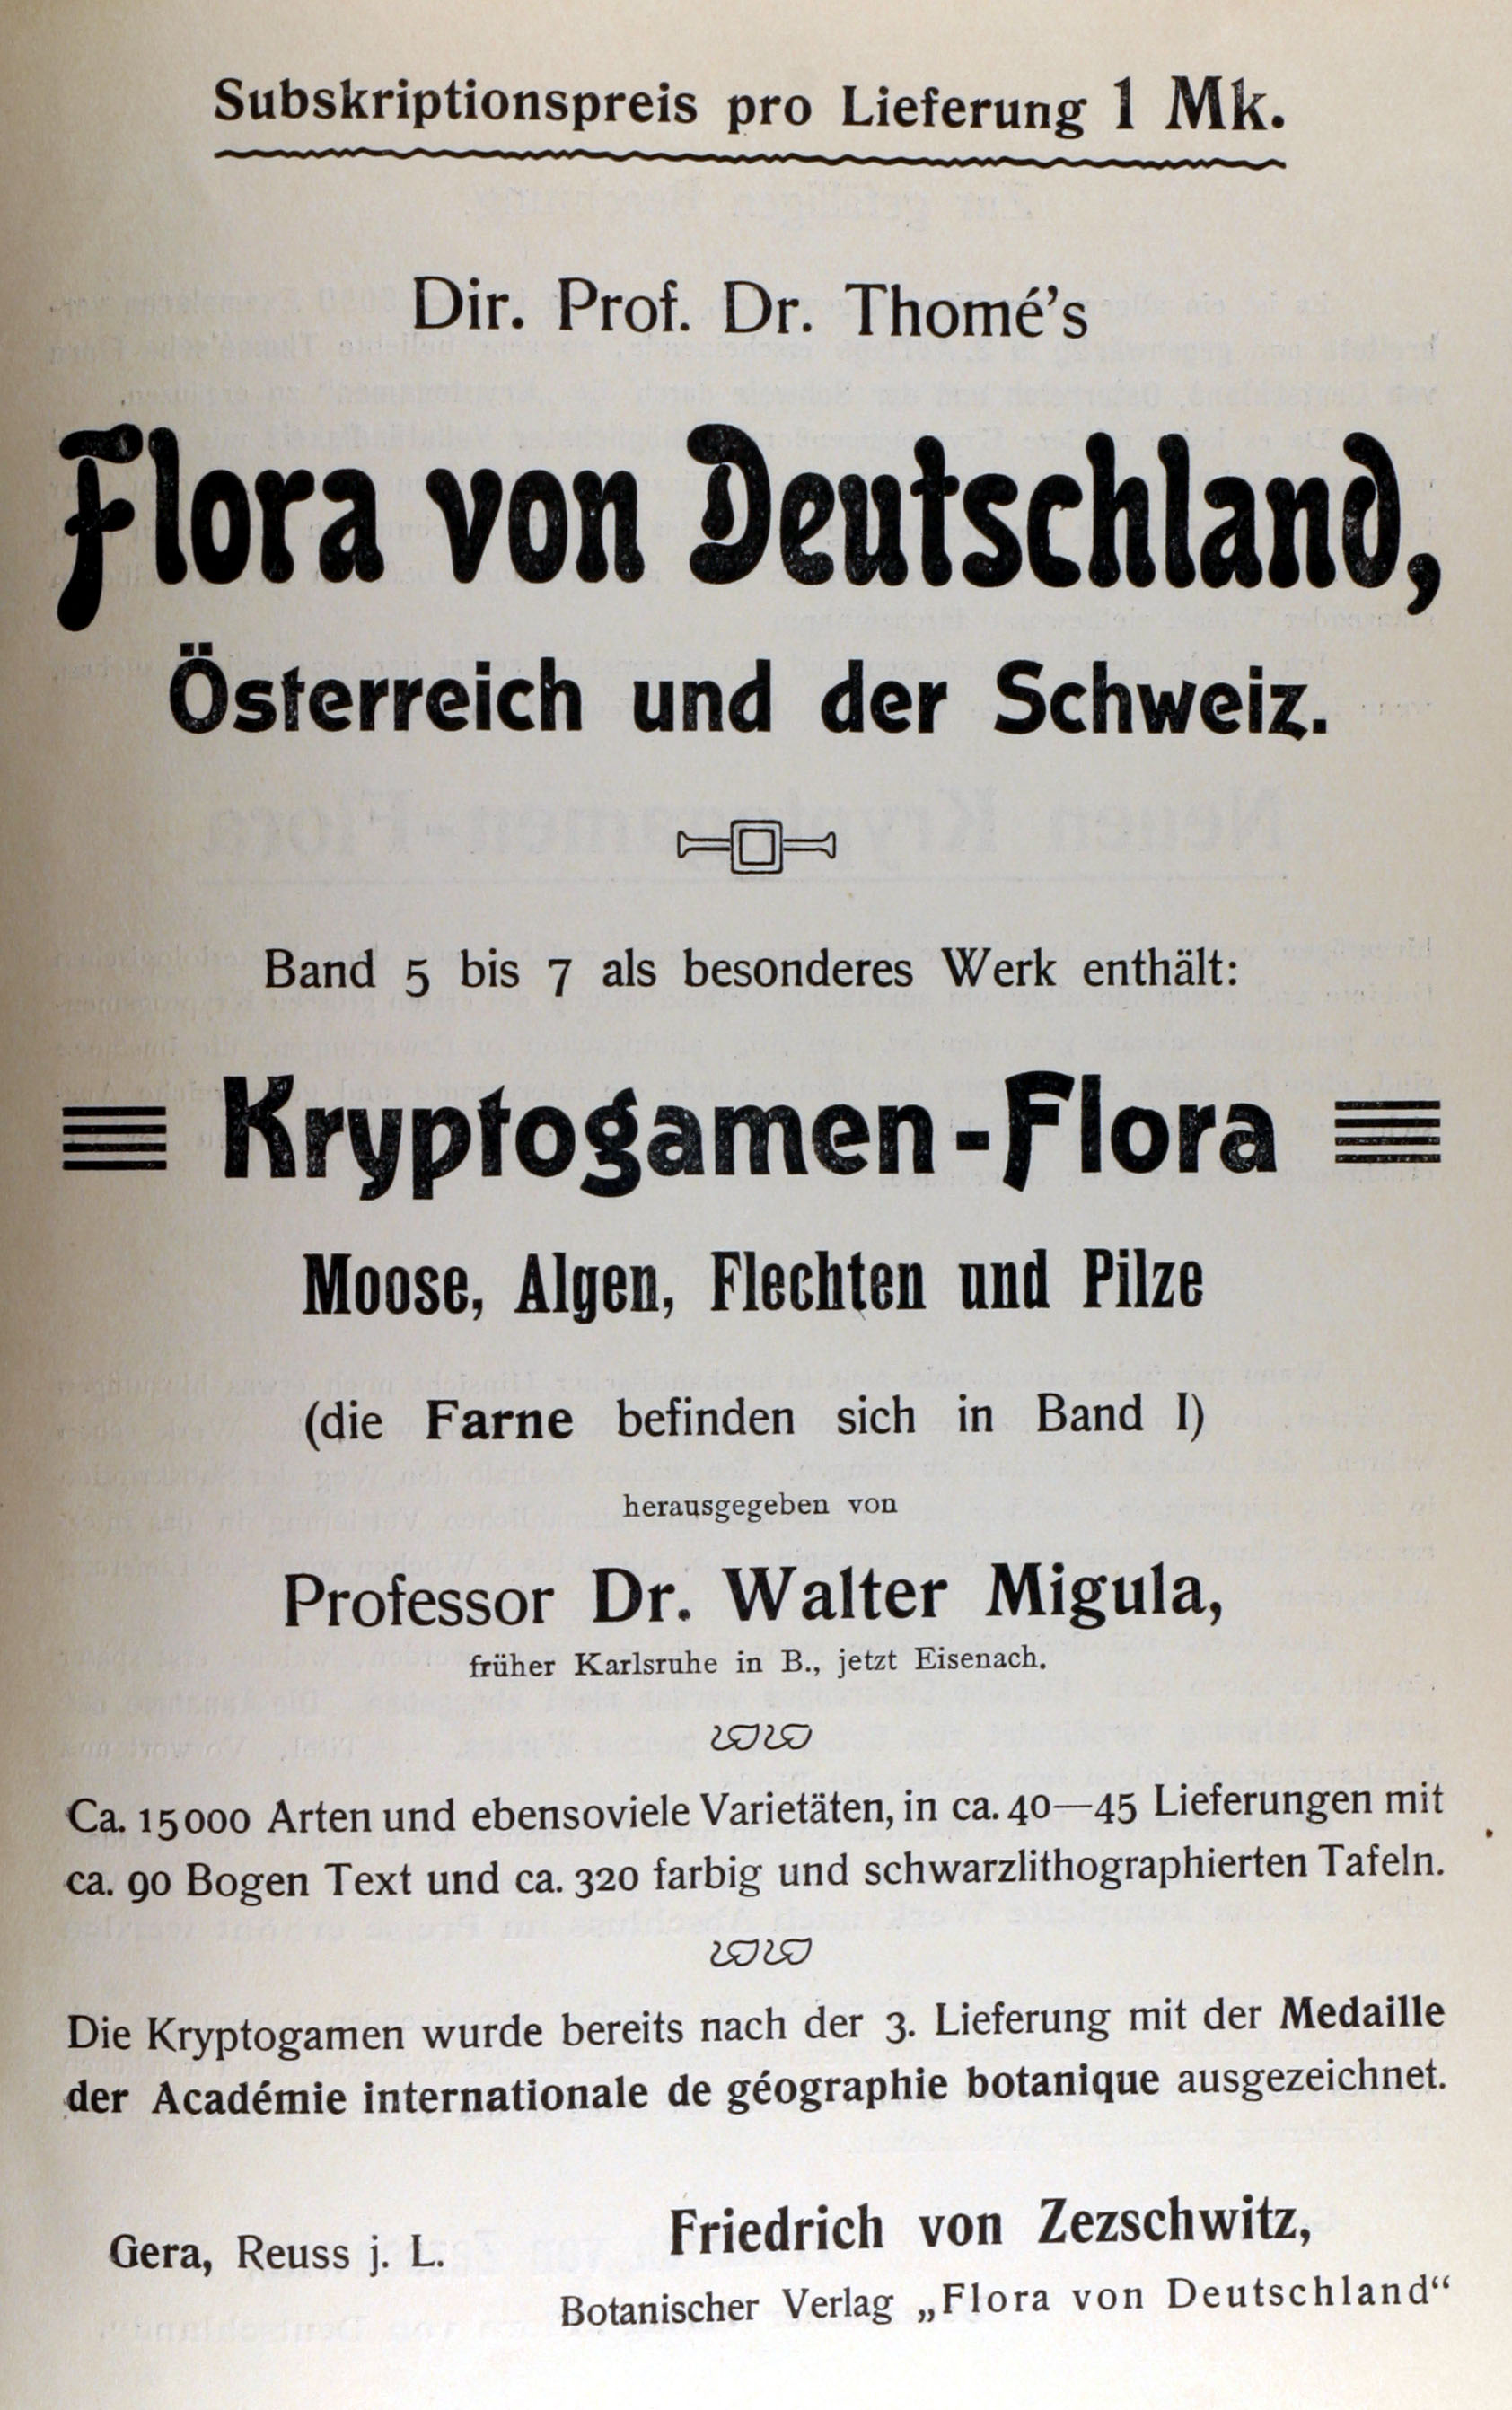 Subskriptionspreis pro Lieferung 1 Mk.
Dir. Prof. Dr. Thomé's
Flora von Deutschland,
Österreich und der Schweiz.
Band 5 bis 7 als besonderes Werk enthält:
Kryptogamen-Flora
Moose, Algen, Flechten und Pilze
(die Farne befinden sich in Band I)
herausgegeben von
Professor Dr. Walter Migula,
früher Karlsruhe in B., jetzt Eisenach.
Ca. 15000 Arten und ebensoviele Varietäten, in ca. 40—45 Lieferungen mit
ca. 90 Bogen Text und ca. 320 farbig und schwarzlithographierten Tafeln.
Die Kryptogamen wurde bereits nach der 3. Lieferung mit der Medaille
der Académie internationale de géographie botanique ausgezeichnet.
Friedrich von Zezschwitz,
Gera, Reuss j. L.
Botanischer Verlag „Flora von Deutschland“